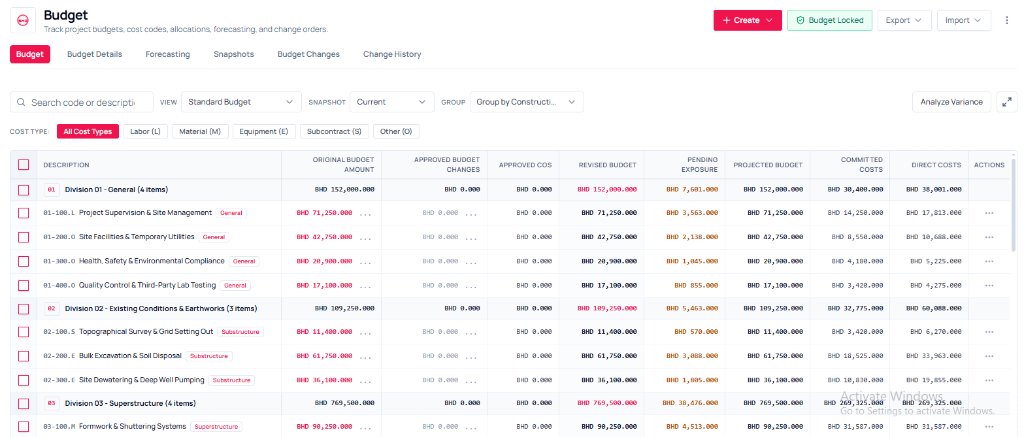 Budget
Track project budgets, cost codes, allocations, forecasting, and change orders.
+ Create
Budget Locked
Export
Import
Budget
Budget Details
Forecasting
Snapshots
Budget Changes
Change History
Search code or descripti
VIEW Standard Budget
SNAPSHOT Current
GROUP Group by Constructi...
Analyze Variance
COST TYPE: All Cost Types Labor (L) Material (M) Equipment (E) Subcontract (S) Other (O)
DESCRIPTION ORIGINAL BUDGET AMOUNT APPROVED BUDGET CHANGES APPROVED COS REVISED BUDGET PENDING EXPOSURE PROJECTED BUDGET COMMITTED COSTS DIRECT COSTS ACTIONS
01 Division 01 - General (4 items) BHD 152,000.000 BHD 0.000 BHD 0.000 BHD 152,000.000 BHD 7,601.000 BHD 152,000.000 BHD 30,400.000 BHD 38,001.000
01-100.L Project Supervision & Site Management General BHD 71,250.000 ... BHD 0.000 ... BHD 0.000 BHD 71,250.000 BHD 3,563.000 BHD 71,250.000 BHD 14,250.000 BHD 17,813.000 ...
01-200.O Site Facilities & Temporary Utilities General BHD 42,750.000 ... BHD 0.000 ... BHD 0.000 BHD 42,750.000 BHD 2,138.000 BHD 42,750.000 BHD 8,550.000 BHD 10,688.000 ...
01-300.O Health, Safety & Environmental Compliance General BHD 20,900.000 ... BHD 0.000 ... BHD 0.000 BHD 20,900.000 BHD 1,045.000 BHD 20,900.000 BHD 4,180.000 BHD 5,225.000 ...
01-400.S Quality Control & Third-Party Lab Testing General BHD 17,100.000 ... BHD 0.000 ... BHD 0.000 BHD 17,100.000 BHD 855.000 BHD 17,100.000 BHD 3,420.000 BHD 4,275.000 ...
02 Division 02 - Existing Conditions & Earthworks (3 items) BHD 109,250.000 BHD 0.000 BHD 0.000 BHD 109,250.000 BHD 5,463.000 BHD 109,250.000 BHD 32,775.000 BHD 60,088.000
02-100.S Topographical Survey & Grid Setting Out Substructure BHD 11,400.000 ... BHD 0.000 ... BHD 0.000 BHD 11,400.000 BHD 570.000 BHD 11,400.000 BHD 3,420.000 BHD 6,270.000 ...
02-200.E Bulk Excavation & Soil Disposal Substructure BHD 61,750.000 ... BHD 0.000 ... BHD 0.000 BHD 61,750.000 BHD 3,088.000 BHD 61,750.000 BHD 18,525.000 BHD 33,963.000 ...
02-300.E Site Dewatering & Deep Well Pumping Substructure BHD 36,100.000 ... BHD 0.000 ... BHD 0.000 BHD 36,100.000 BHD 1,805.000 BHD 36,100.000 BHD 10,830.000 BHD 19,855.000 ...
03 Division 03 - Superstructure (4 items) BHD 769,500.000 BHD 0.000 BHD 0.000 BHD 769,500.000 BHD 38,476.000 BHD 769,500.000 BHD 269,325.000 BHD 269,325.000
03-100.M Formwork & Shuttering Systems Superstructure BHD 90,250.000 ... BHD 0.000 ... BHD 0.000 BHD 90,250.000 BHD 4,513.000 BHD 90,250.000 BHD 31,587.000 BHD 31,587.000 ...
Activate Windows
Go to Settings to activate Windows.